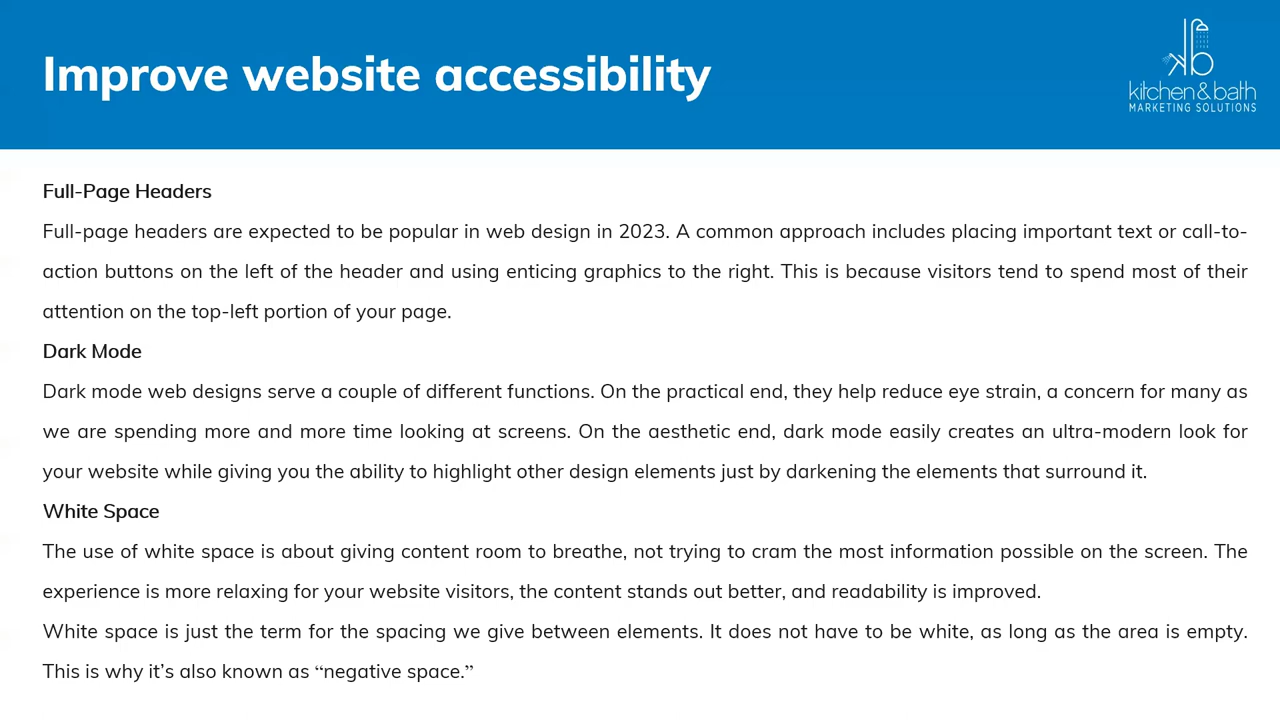 Improve website accessibility
kb
kitchen&bath
MARKETING SOLUTIONS
Full-Page Headers
Full-page headers are expected to be popular in web design in 2023. A common approach includes placing important text or call-to-
action buttons on the left of the header and using enticing graphics to the right. This is because visitors tend to spend most of their
attention on the top-left portion of your page.
Dark Mode
Dark mode web designs serve a couple of different functions. On the practical end, they help reduce eye strain, a concern for many as
we are spending more and more time looking at screens. On the aesthetic end, dark mode easily creates an ultra-modern look for
your website while giving you the ability to highlight other design elements just by darkening the elements that surround it.
White Space
The use of white space is about giving content room to breathe, not trying to cram the most information possible on the screen. The
experience is more relaxing for your website visitors, the content stands out better, and readability is improved.
White space is just the term for the spacing we give between elements. It does not have to be white, as long as the area is empty.
This is why it’s also known as “negative space.”